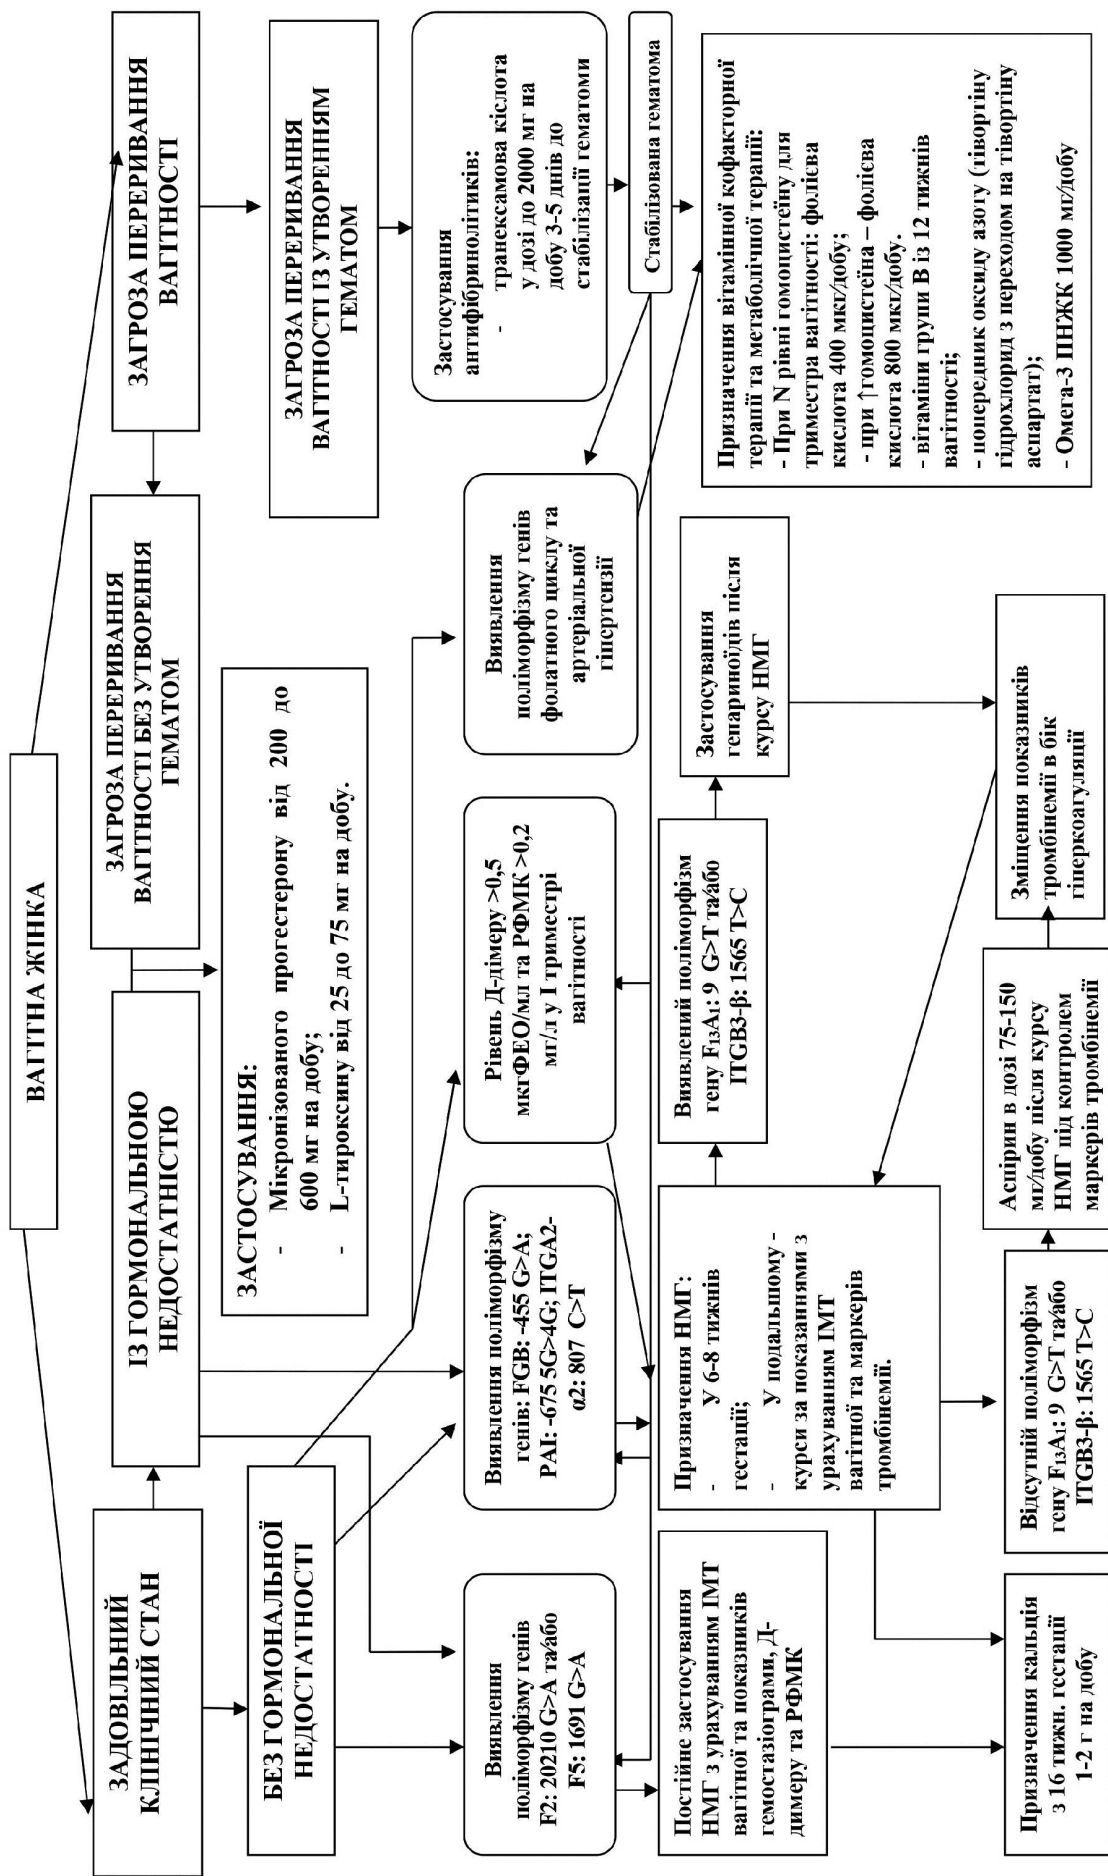 ВАГІТНА ЖІНКА
ЗАДОВІЛЬНИЙ
КЛІНІЧНИЙ СТАН
ІЗ ГОРМОНАЛЬНОЮ
НЕДОСТАТНІСТЮ
ЗАГРОЗА ПЕРЕРИВАННЯ
ВАГІТНОСТІ БЕЗ УТВОРЕННЯ
ГЕМАТОМ
ЗАГРОЗА ПЕРЕРИВАННЯ
ВАГІТНОСТІ
БЕЗ ГОРМОНАЛЬНОЇ
НЕДОСТАТНОСТІ
ЗАСТОСУВАННЯ:
- Мікронізованого прогестерону від 200 до
600 мг на добу;
- L-тироксину від 25 до 75 мг на добу.
ЗАГРОЗА ПЕРЕРИВАННЯ
ВАГІТНОСТІ ІЗ УТВОРЕННЯМ
ГЕМАТОМ
Виявлення
поліморфізму генів
F2: 20210 G>A та/або
F5: 1691 G>A
Виявлення поліморфізму
генів: FGB: -455 G>A;
PAI: -675 5G>4G; ITGA2-
α2: 807 C>T
Рівень Д-дімеру >0,5
мкгФЕО/мл та РФМК >0,2
мг/л у І триместрі
вагітності
Виявлення
поліморфізму генів
фолатного циклу та
артеріальної
гіпертензії
Застосування
антифібринолітиків:
- транексамова кіслота
у дозі до 2000 мг на
добу 3-5 днів до
стабілізації гематоми
Стабілізована гематома
Постійне застосування
НМГ з урахуванням ІМТ
вагітної та показників
гемостазіограми, Д-
димеру та РФМК
Призначення НМГ:
- У 6-8 тижнів
гестації;
- У подальшому -
курси за показаннями з
урахуванням ІМТ
вагітної та маркерів
тромбінемії.
Виявлений поліморфізм
гену F₁₃A₁: 9 G>T та/або
ITGB3-β: 1565 T>C
Застосування
гепариноїдів після
курсу НМГ
Призначення вітамінної кофакторної
терапії та метаболічної терапії:
- При N рівні гомоцистеїну для І
триместра вагітності: фолієва
кислота 400 мкг/добу;
- при ↑гомоцистеїна – фолієва
кислота 800 мкг/добу.
- вітаміни групи В із 12 тижнів
вагітності;
- попередник оксиду азоту (тівортіну
гідрохлорид з переходом на тівортіну
аспартат);
- Омега-3 ПНЖК 1000 мг/добу
Призначення кальція
з 16 тижн. гестації
1-2 г на добу
Відсутній поліморфізм
гену F₁₃A₁: 9 G>T та/або
ITGB3-β: 1565 T>C
Аспірин в дозі 75-150
мг/добу після курсу
НМГ під контролем
маркерів тромбінемії
Зміщення показників
тромбінемії в бік
гіперкоагуляції